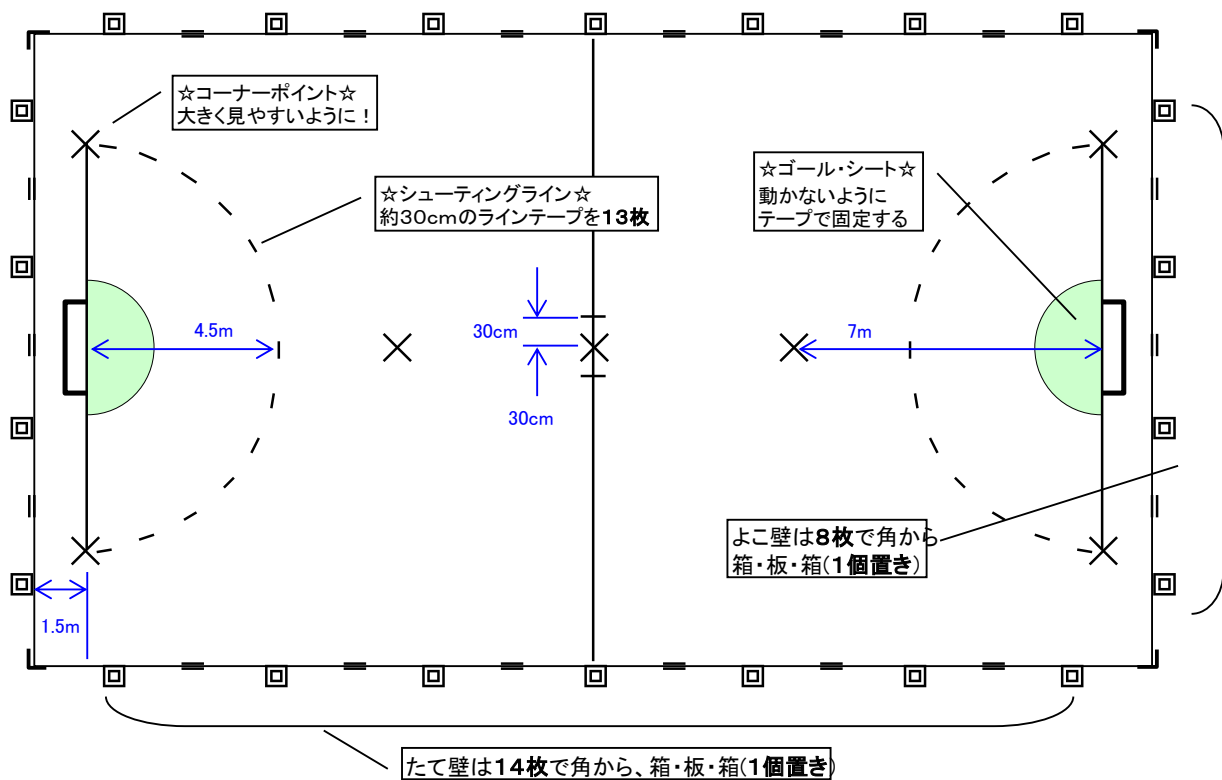 ☆コーナーポイント☆
大きく見やすいように!
☆シューティングライン☆
約30cmのラインテープを13枚
☆ゴール・シート☆
動かないように
テープで固定する
4.5m
30cm
7m
30cm
よこ壁は8枚で角から
箱・板・箱(1個置き)
1.5m
たて壁は14枚で角から、箱・板・箱(1個置き)